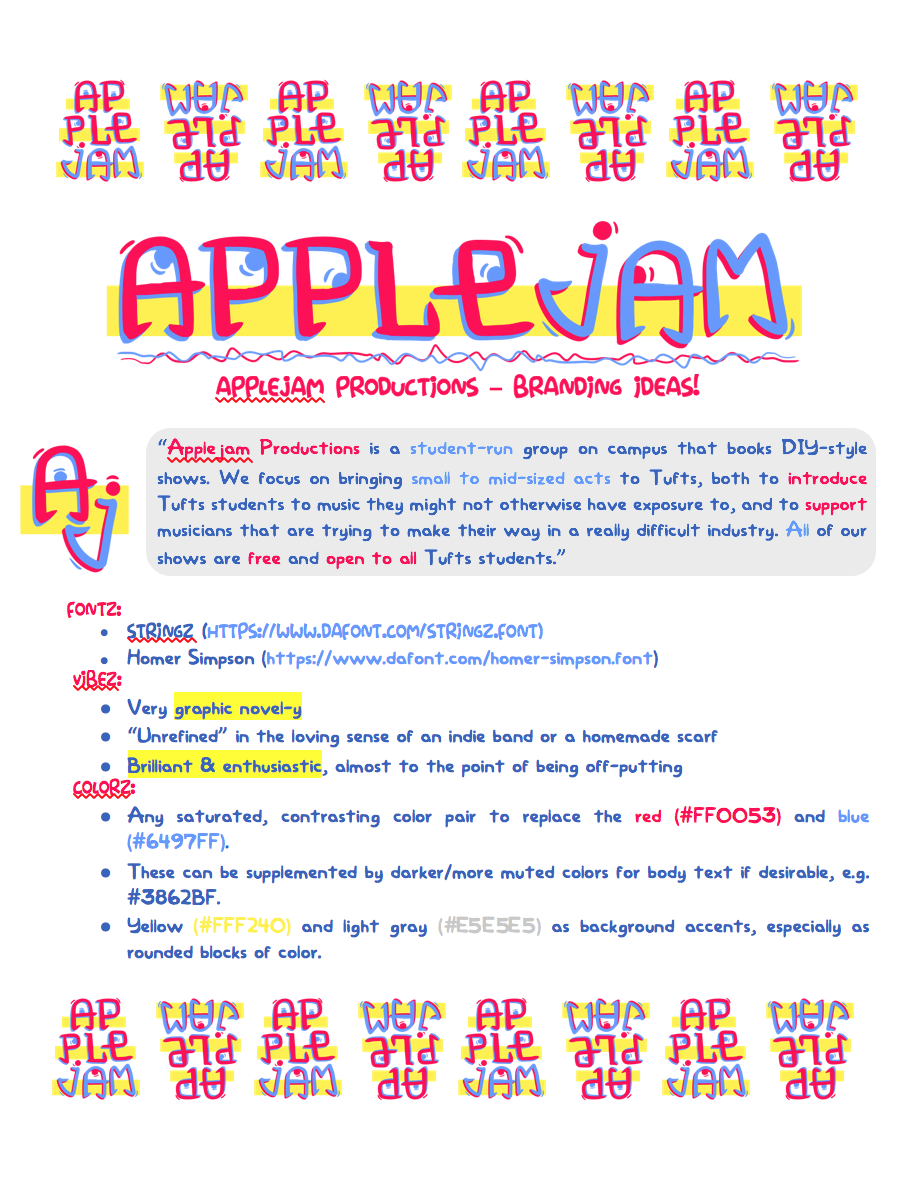 AP PLE JAM AP PLE JAM AP PLE JAM AP PLE JAM AP PLE JAM AP PLE JAM AP PLE JAM AP PLE JAM
APPLEJAM
APPLEJAM PRODUCTIONS – BRANDING IDEAS!
AJ
“Applejam Productions is a student-run group on campus that books DIY-style
shows. We focus on bringing small to mid-sized acts to Tufts, both to introduce
Tufts students to music they might not otherwise have exposure to, and to support
musicians that are trying to make their way in a really difficult industry. All of our
shows are free and open to all Tufts students.”
FONTZ:
• STRINGZ (HTTPS://WWW.DAFONT.COM/STRINGZ.FONT)
• Homer Simpson (https://www.dafont.com/homer-simpson.font)
VIBEZ:
• Very graphic novel-y
• “Unrefined” in the loving sense of an indie band or a homemade scarf
• Brilliant & enthusiastic, almost to the point of being off-putting
COLORZ:
• Any saturated, contrasting color pair to replace the red (#FF0053) and blue
(#6497FF).
• These can be supplemented by darker/more muted colors for body text if desirable, e.g.
#3862BF.
• Yellow (#FFF240) and light gray (#E5E5E5) as background accents, especially as
rounded blocks of color.
AP PLE JAM AP PLE JAM AP PLE JAM AP PLE JAM AP PLE JAM AP PLE JAM AP PLE JAM AP PLE JAM